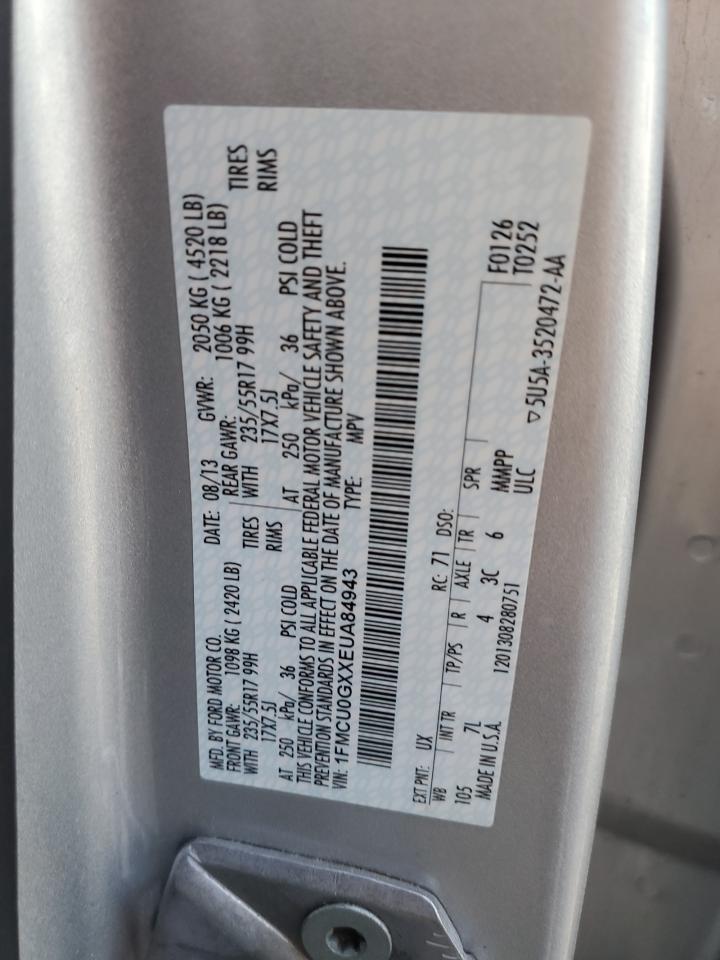 MFD. BY FORD MOTOR CO. DATE: 08/13 GVWR: 2050 KG ( 4520 LB)
FRONT GAWR: 1098 KG ( 2420 LB) REAR GAWR: 1006 KG ( 2218 LB)
WITH 235/55R17 99H TIRES WITH 235/55R17 99H TIRES
17X7.5J RIMS 17X7.5J RIMS
AT 250 kPa/ 36 PSI COLD AT 250 kPa/ 36 PSI COLD
THIS VEHICLE CONFORMS TO ALL APPLICABLE FEDERAL MOTOR VEHICLE SAFETY AND THEFT
PREVENTION STANDARDS IN EFFECT ON THE DATE OF MANUFACTURE SHOWN ABOVE.
VIN: 1FMCU0GXXEUA84943 TYPE: MPV
EXT PNT: UX RC: 71 DSO: F0126
WB INT TR TP/PS R AXLE TR SPR T0252
105 7L 4 3C 6 MMPP
MADE IN U.S.A. 1201308280751 ULC ▽5U5A-3520472-AA